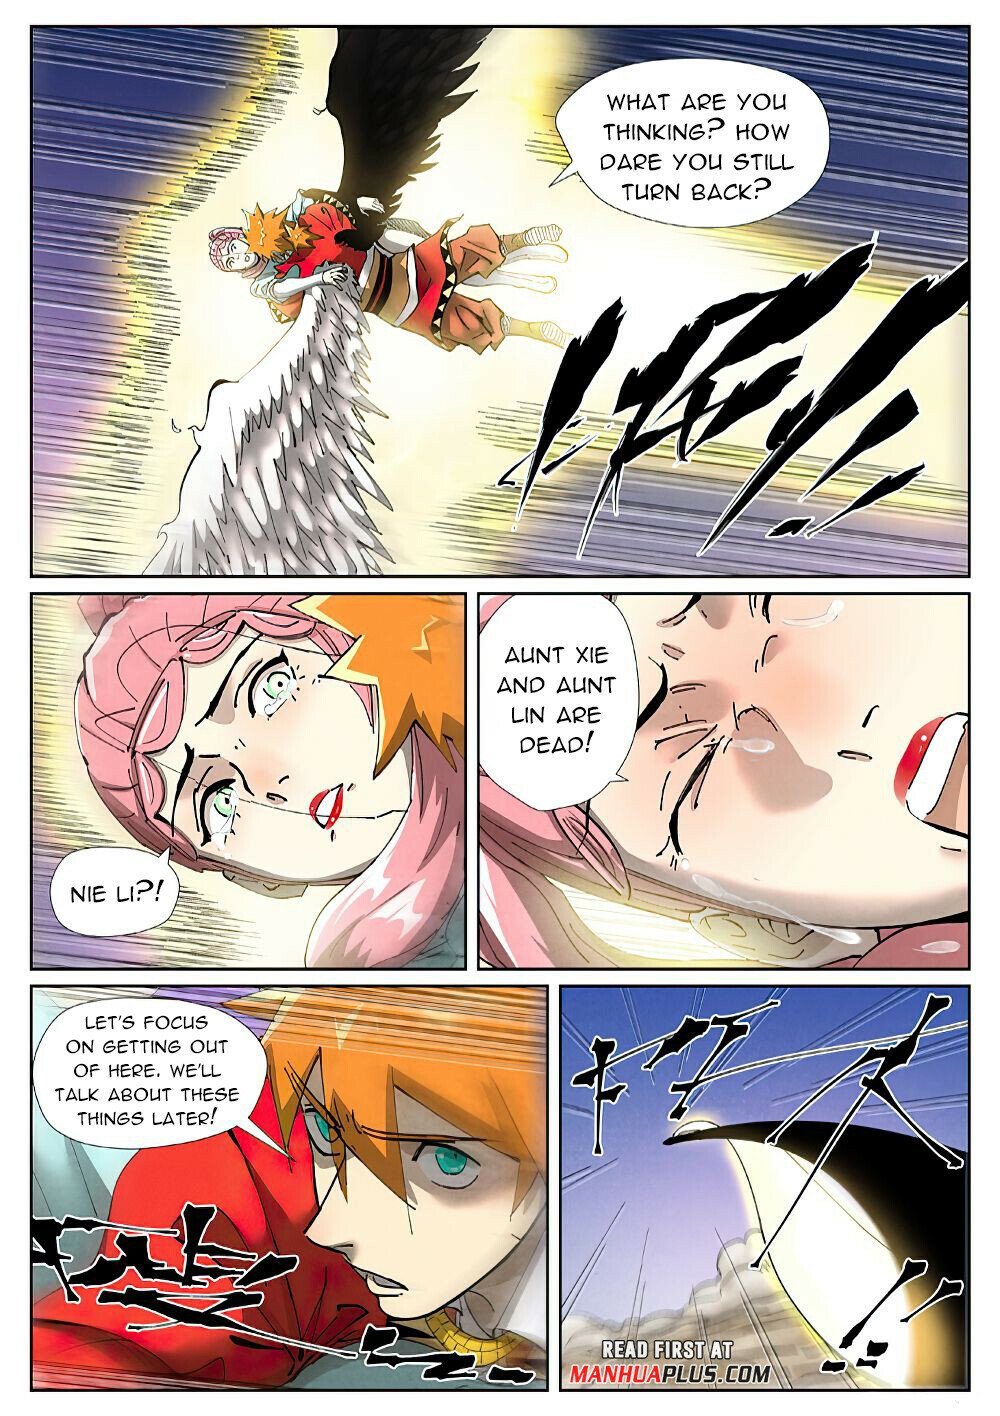 WHAT ARE YOU
THINKING? HOW
DARE YOU STILL
TURN BACK?
NIE LI?!
AUNT XIE
AND AUNT
LIN ARE
DEAD!
LET'S FOCUS
ON GETTING OUT
OF HERE. WE'LL
TALK ABOUT THESE
THINGS LATER!
READ FIRST AT
MANHUAPLUS.COM